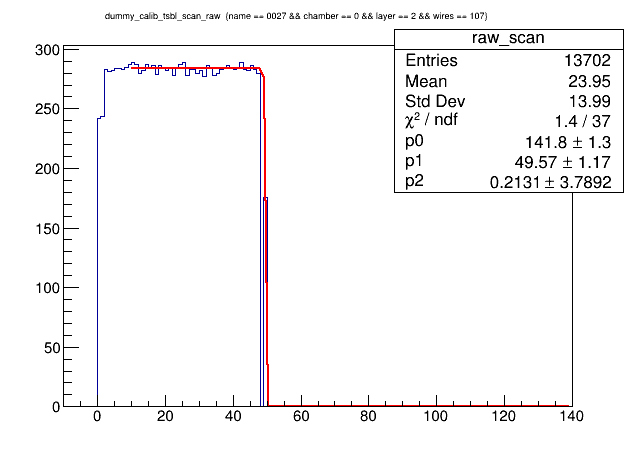 dummy_calib_tsbl_scan_raw (name == 0027 && chamber == 0 && layer == 2 && wires == 107)
raw_scan
Entries 13702
Mean 23.95
Std Dev 13.99
χ² / ndf 1.4 / 37
p0 141.8 ± 1.3
p1 49.57 ± 1.17
p2 0.2131 ± 3.7892
300
250
200
150
100
50
0
0 20 40 60 80 100 120 140